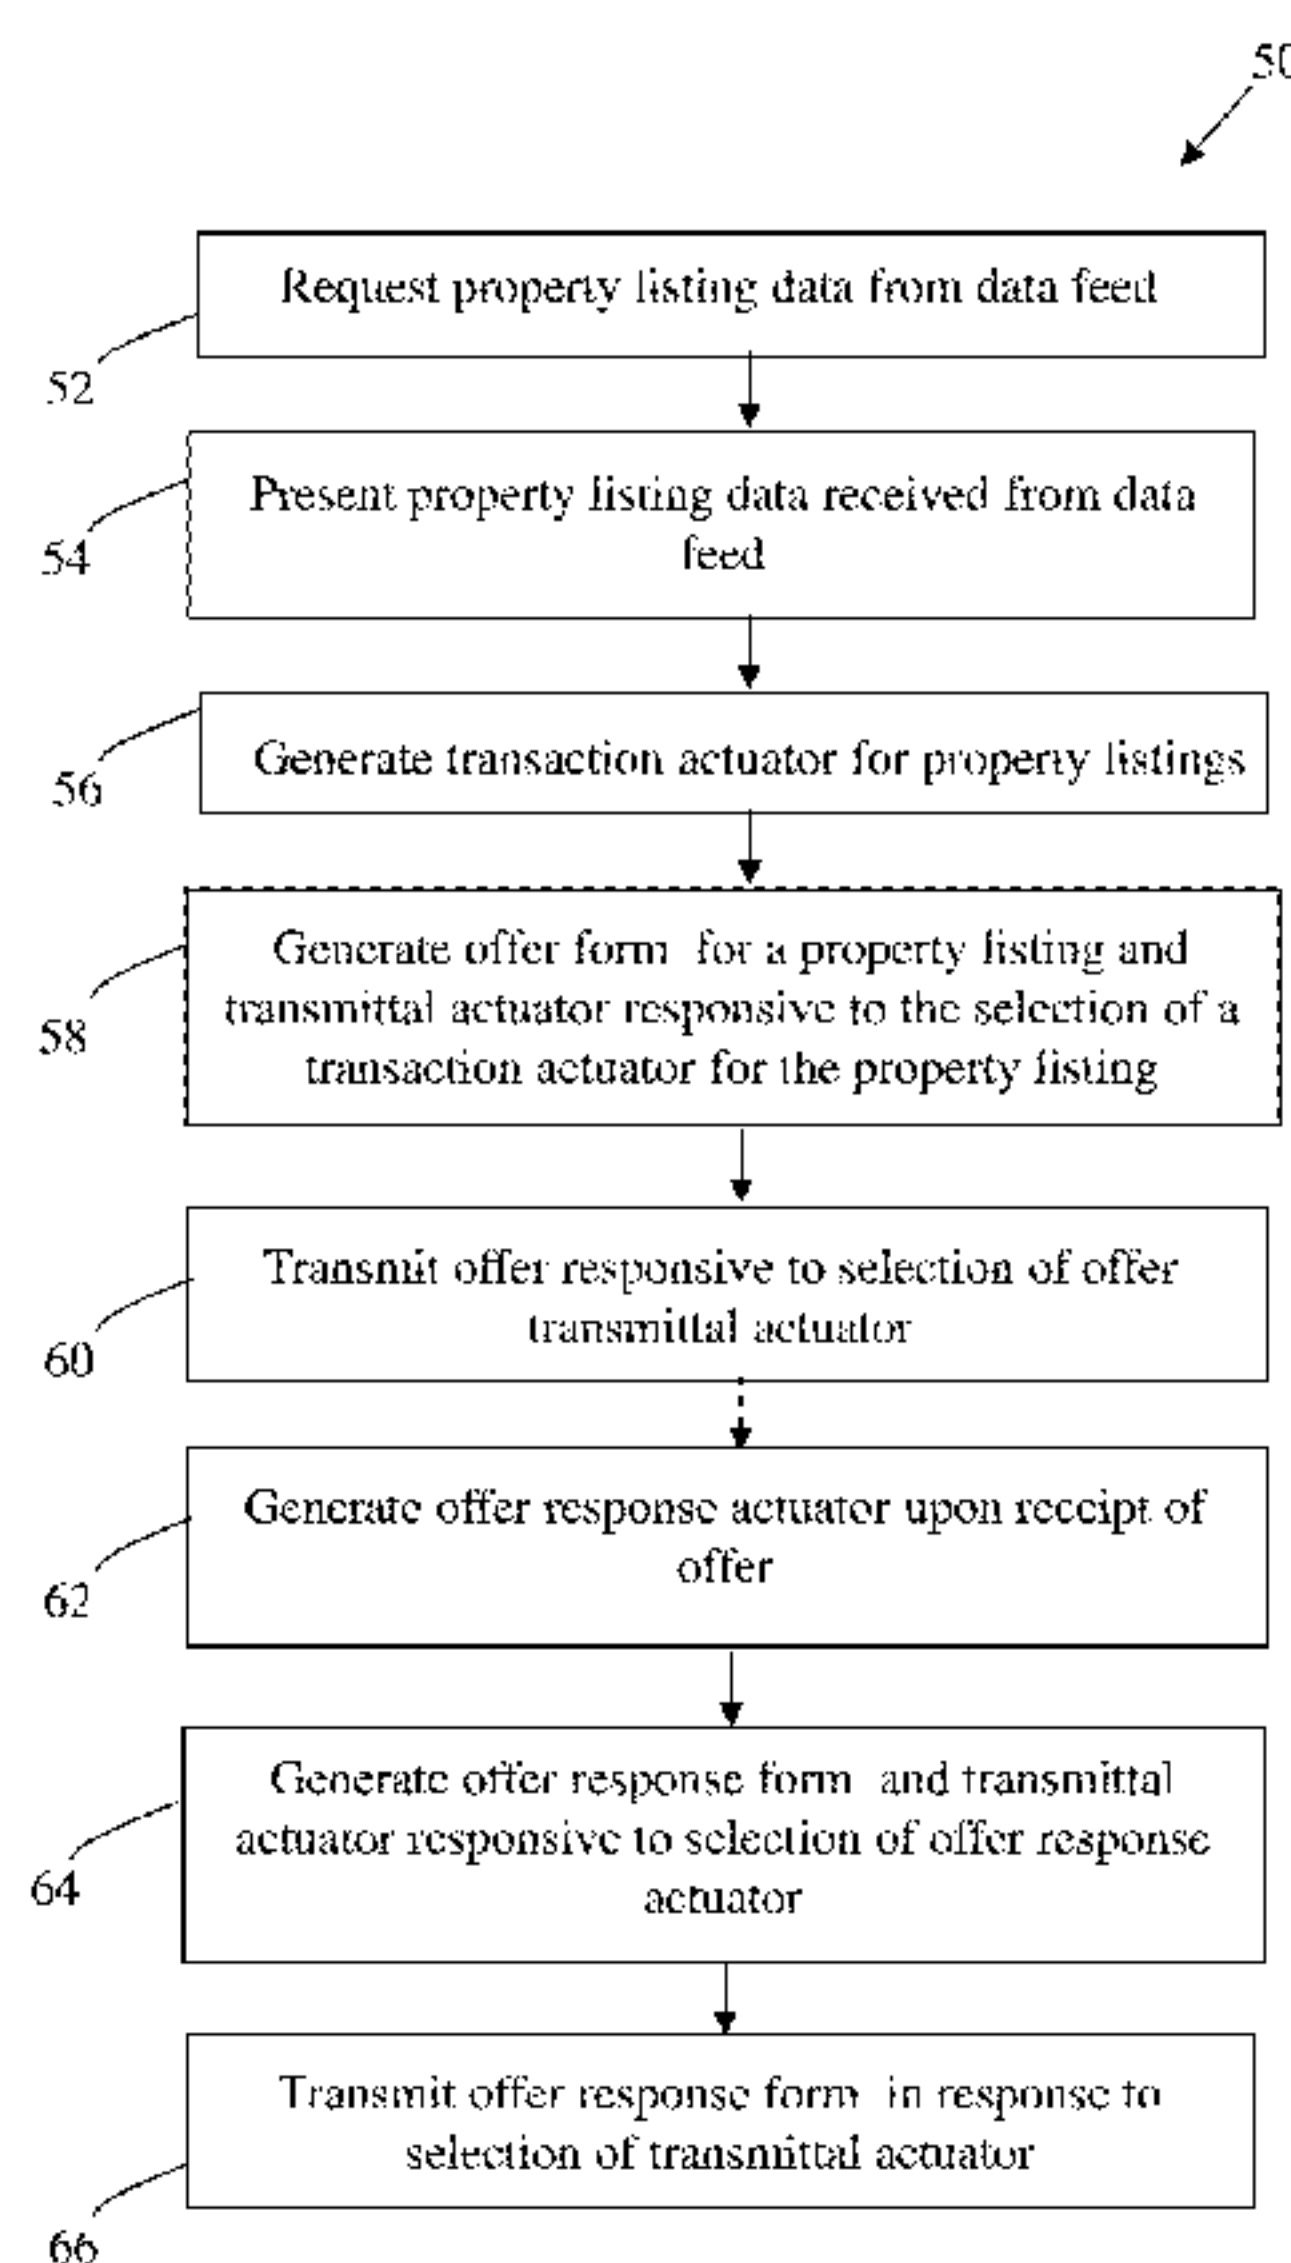 50
Request property listing data from data feed
52
Present property listing data received from data
feed
54
Generate transaction actuator for property listings
56
Generate offer form for a property listing and
transmittal actuator responsive to the selection of a
transaction actuator for the property listing
58
Transmit offer responsive to selection of offer
transmittal actuator
60
Generate offer response actuator upon receipt of
offer
62
Generate offer response form and transmittal
actuator responsive to selection of offer response
actuator
64
Transmit offer response form in response to
selection of transmittal actuator
66